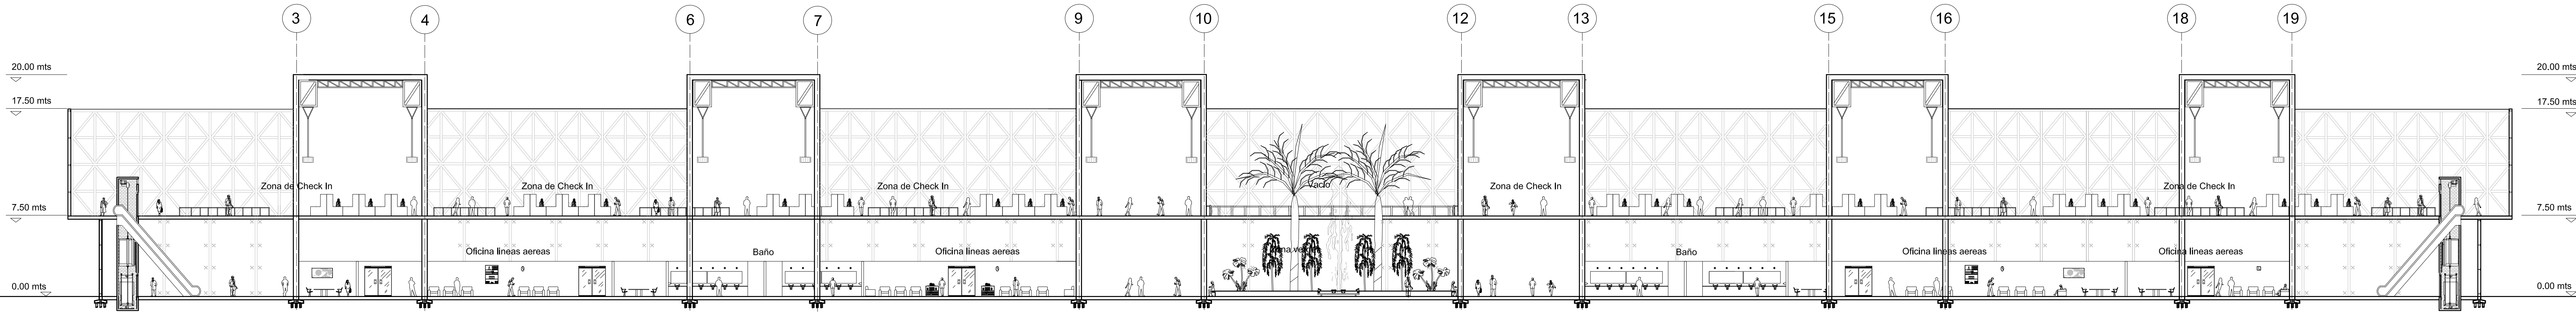 3 4 6 7 9 10 12 13 15 16 18 19
20.00 mts 20.00 mts
17.50 mts 17.50 mts
Zona de Check In Zona de Check In Zona de Check In Vacio Zona de Check In Zona de Check In
7.50 mts 7.50 mts
Oficina lineas aereas Baño Oficina lineas aereas Baño Oficina lineas aereas Oficina lineas aereas
0.00 mts 0.00 mts